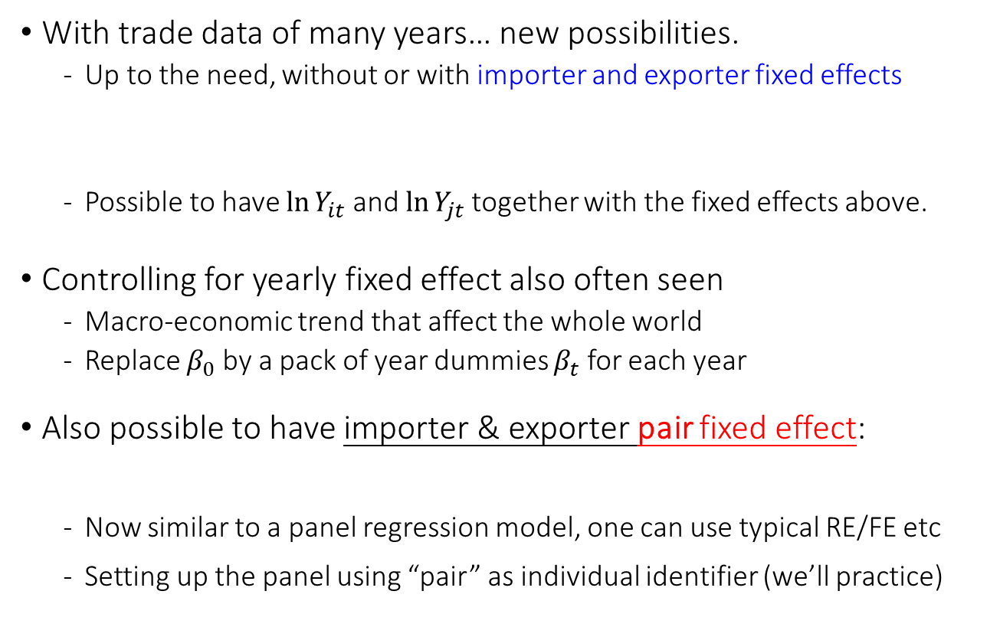 • With trade data of many years... new possibilities.
- Up to the need, without or with importer and exporter fixed effects
- Possible to have ln Y_{it} and ln Y_{jt} together with the fixed effects above.
• Controlling for yearly fixed effect also often seen
- Macro-economic trend that affect the whole world
- Replace β_0 by a pack of year dummies β_t for each year
• Also possible to have importer & exporter pair fixed effect:
- Now similar to a panel regression model, one can use typical RE/FE etc
- Setting up the panel using “pair” as individual identifier (we’ll practice)